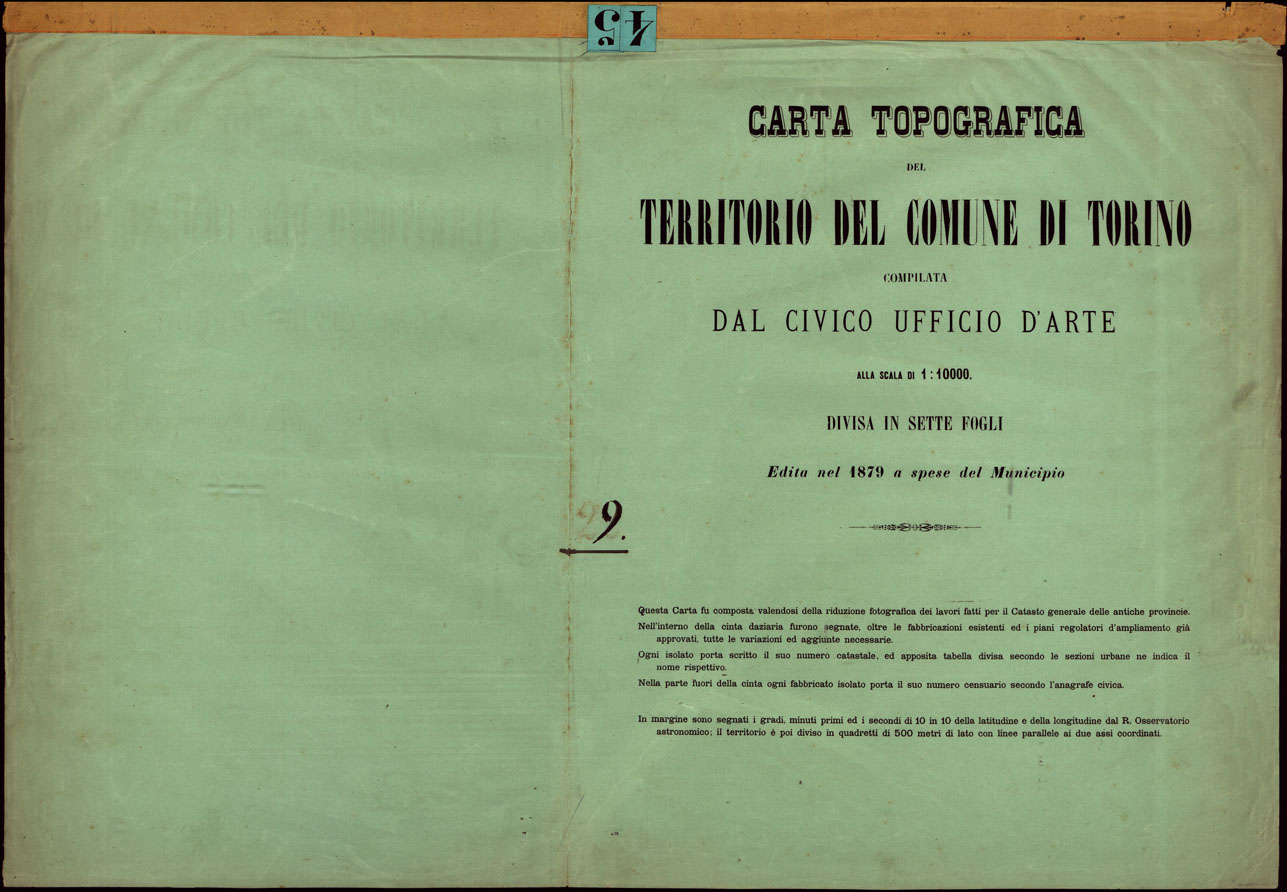 45
CARTA TOPOGRAFICA
DEL
TERRITORIO DEL COMUNE DI TORINO
COMPILATA
DAL CIVICO UFFICIO D'ARTE
ALLA SCALA DI 1:10000.
DIVISA IN SETTE FOGLI
Edita nel 1879 a spese del Municipio
9.
Questa Carta fu composta valendosi della riduzione fotografica dei lavori fatti per il Catasto generale delle antiche provincie.
Nell'interno della cinta daziaria furono segnate, oltre le fabbricazioni esistenti ed i piani regolatori d'ampliamento già
approvati, tutte le variazioni ed aggiunte necessarie.
Ogni isolato porta scritto il suo numero catastale, ed apposita tabella divisa secondo le sezioni urbane ne indica il
nome rispettivo.
Nella parte fuori della cinta ogni fabbricato isolato porta il suo numero censuario secondo l'anagrafe civica.
In margine sono segnati i gradi, minuti primi ed i secondi di 10 in 10 della latitudine e della longitudine dal R. Osservatorio
astronomico; il territorio è poi diviso in quadretti di 500 metri di lato con linee parallele ai due assi coordinati.